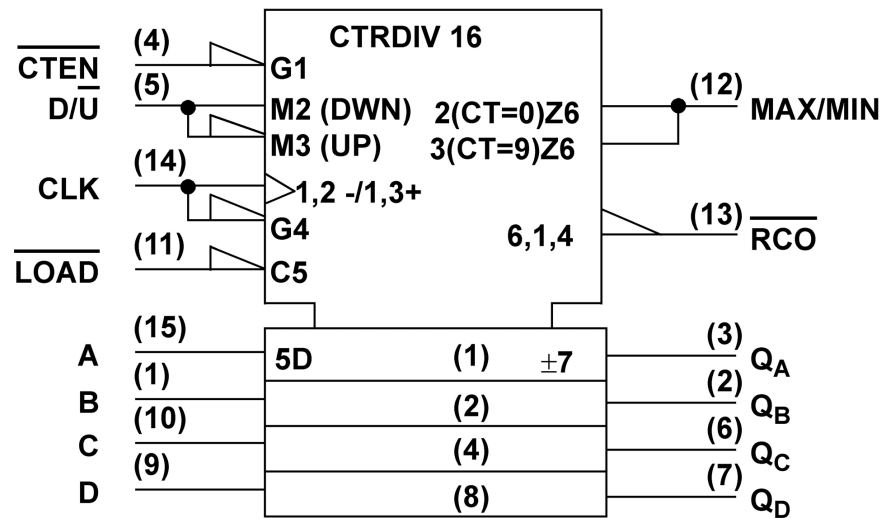 CTRDIV 16
CTEN (4) G1
D/U (5) M2 (DWN) 2(CT=0)Z6 (12) MAX/MIN
M3 (UP) 3(CT=9)Z6
CLK (14) 1,2 -/1,3+
G4 6,1,4 (13) RCO
LOAD (11) C5
A (15) 5D (1) ±7 (3) QA
B (1) (2) (2) QB
C (10) (4) (6) QC
D (9) (8) (7) QD